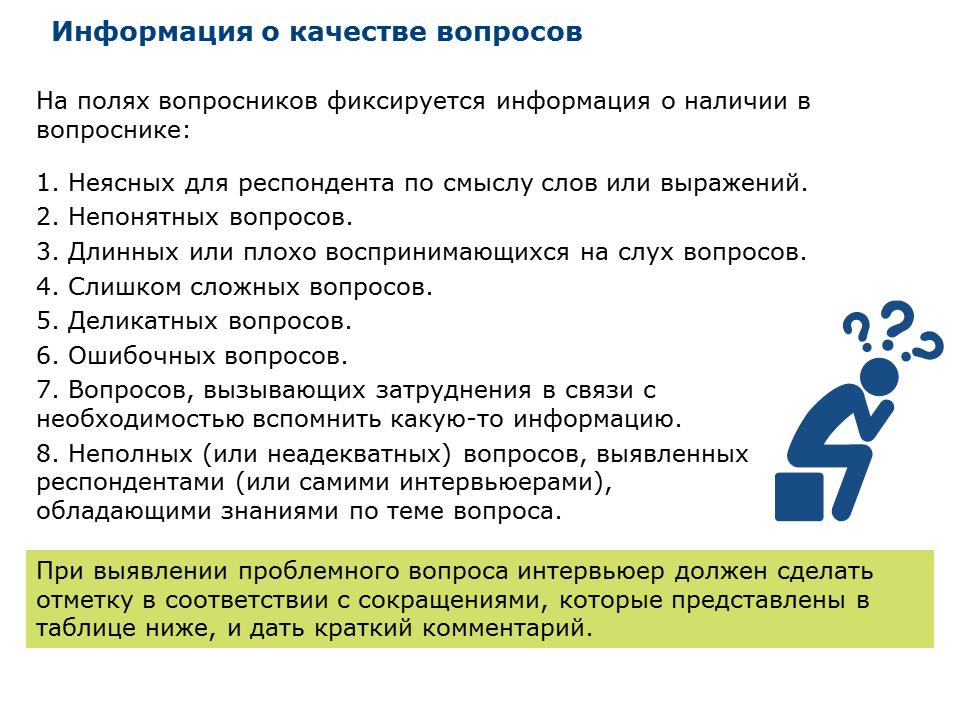 Информация о качестве вопросов
На полях вопросников фиксируется информация о наличии в
вопроснике:
1. Неясных для респондента по смыслу слов или выражений.
2. Непонятных вопросов.
3. Длинных или плохо воспринимающихся на слух вопросов.
4. Слишком сложных вопросов.
5. Деликатных вопросов.
6. Ошибочных вопросов.
7. Вопросов, вызывающих затруднения в связи с
необходимостью вспомнить какую-то информацию.
8. Неполных (или неадекватных) вопросов, выявленных
респондентами (или самими интервьюерами),
обладающими знаниями по теме вопроса.
???
При выявлении проблемного вопроса интервьюер должен сделать
отметку в соответствии с сокращениями, которые представлены в
таблице ниже, и дать краткий комментарий.